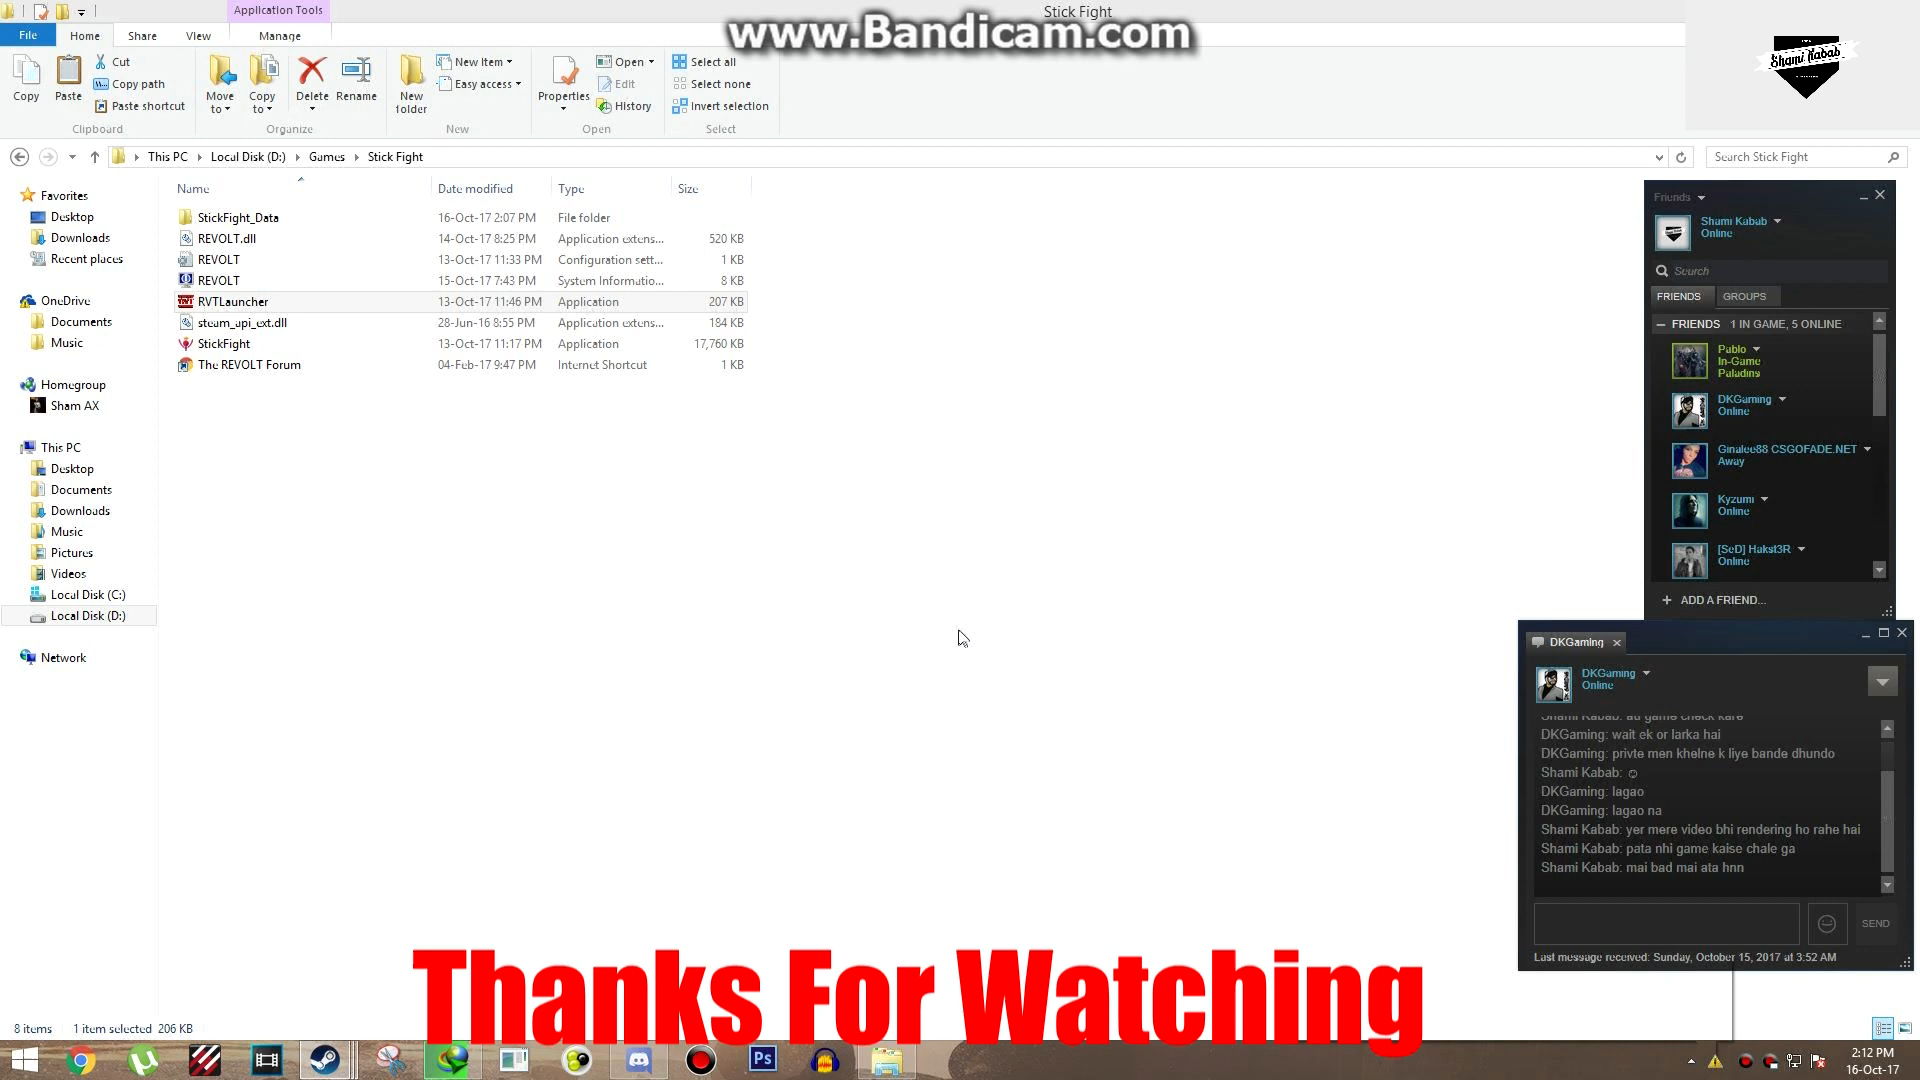 Application Tools
Stick Fight
www.Bandicam.com
Shami Kabab
File
Home
Share
View
Manage
Copy
Paste
Cut
Copy path
Paste shortcut
Clipboard
Move to
Copy to
Delete
Rename
Organize
New folder
New item
Easy access
New
Properties
Open
Edit
History
Open
Select all
Select none
Invert selection
Select
This PC
Local Disk (D:)
Games
Stick Fight
Search Stick Fight
Name
Date modified
Type
Size
StickFight_Data 16-Oct-17 2:07 PM File folder
REVOLT.dll 14-Oct-17 8:25 PM Application extens... 520 KB
REVOLT 13-Oct-17 11:33 PM Configuration sett... 1 KB
REVOLT 15-Oct-17 7:43 PM System Informatio... 8 KB
RVTLauncher 13-Oct-17 11:46 PM Application 207 KB
steam_api_ext.dll 28-Jun-16 8:55 PM Application extens... 184 KB
StickFight 13-Oct-17 11:17 PM Application 17,760 KB
The REVOLT Forum 04-Feb-17 9:47 PM Internet Shortcut 1 KB
Favorites
Desktop
Downloads
Recent places
OneDrive
Documents
Music
Homegroup
Sham AX
This PC
Desktop
Documents
Downloads
Music
Pictures
Videos
Local Disk (C:)
Local Disk (D:)
Network
Friends
Shami Kabab
Online
Search
FRIENDS
GROUPS
FRIENDS 1 IN GAME, 5 ONLINE
Pablo
In-Game
Paladins
DKGaming
Online
Ginalee88 CSGOFADE.NET
Away
Kyzumi
Online
[SeD] Hakst3R
Online
+ ADD A FRIEND...
DKGaming
DKGaming
Online
Shami Kabab: au game check kare
DKGaming: wait ek or larka hai
DKGaming: privte men khelne k liye bande dhundo
Shami Kabab: ☺
DKGaming: lagao
DKGaming: lagao na
Shami Kabab: yer mere video bhi rendering ho rahe hai
Shami Kabab: pata nhi game kaise chale ga
Shami Kabab: mai bad mai ata hnn
SEND
Last message received: Sunday, October 15, 2017 at 3:52 AM
Thanks For Watching
8 items 1 item selected 206 KB
Ps
2:12 PM
16-Oct-17